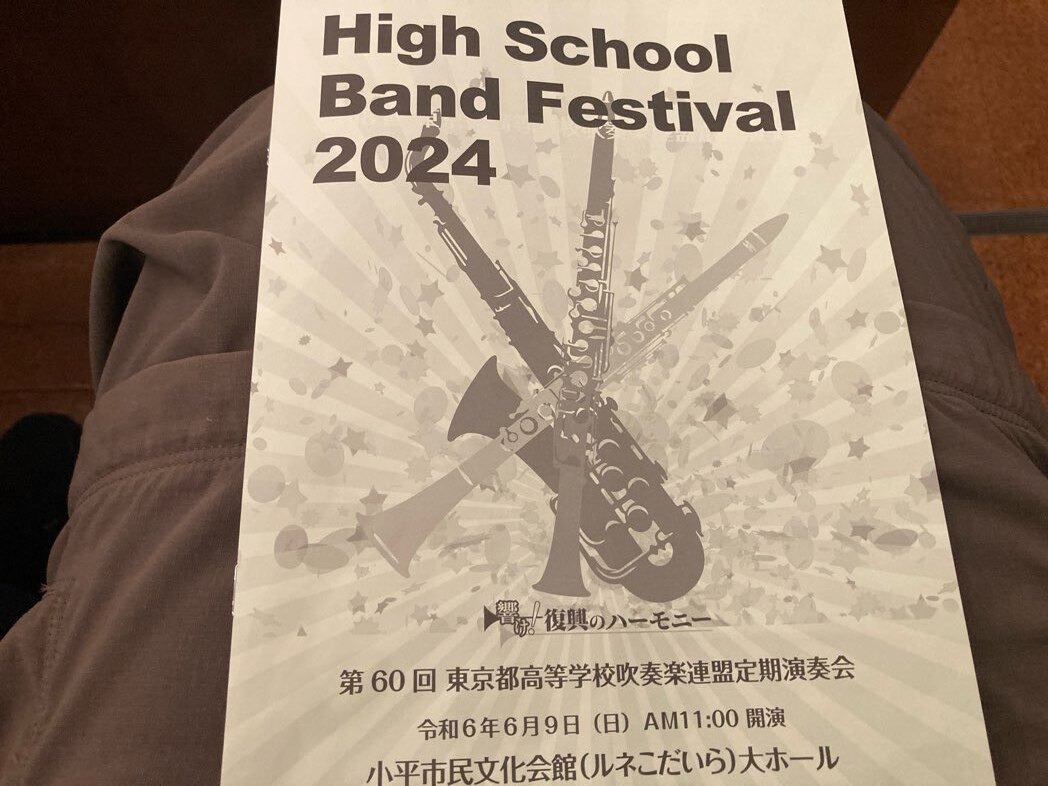 High School
Band Festival
2024
響け!復興のハーモニー
第60回 東京都高等学校吹奏楽連盟定期演奏会
令和6年6月9日(日) AM11:00 開演
小平市民文化会館(ルネこだいら)大ホール